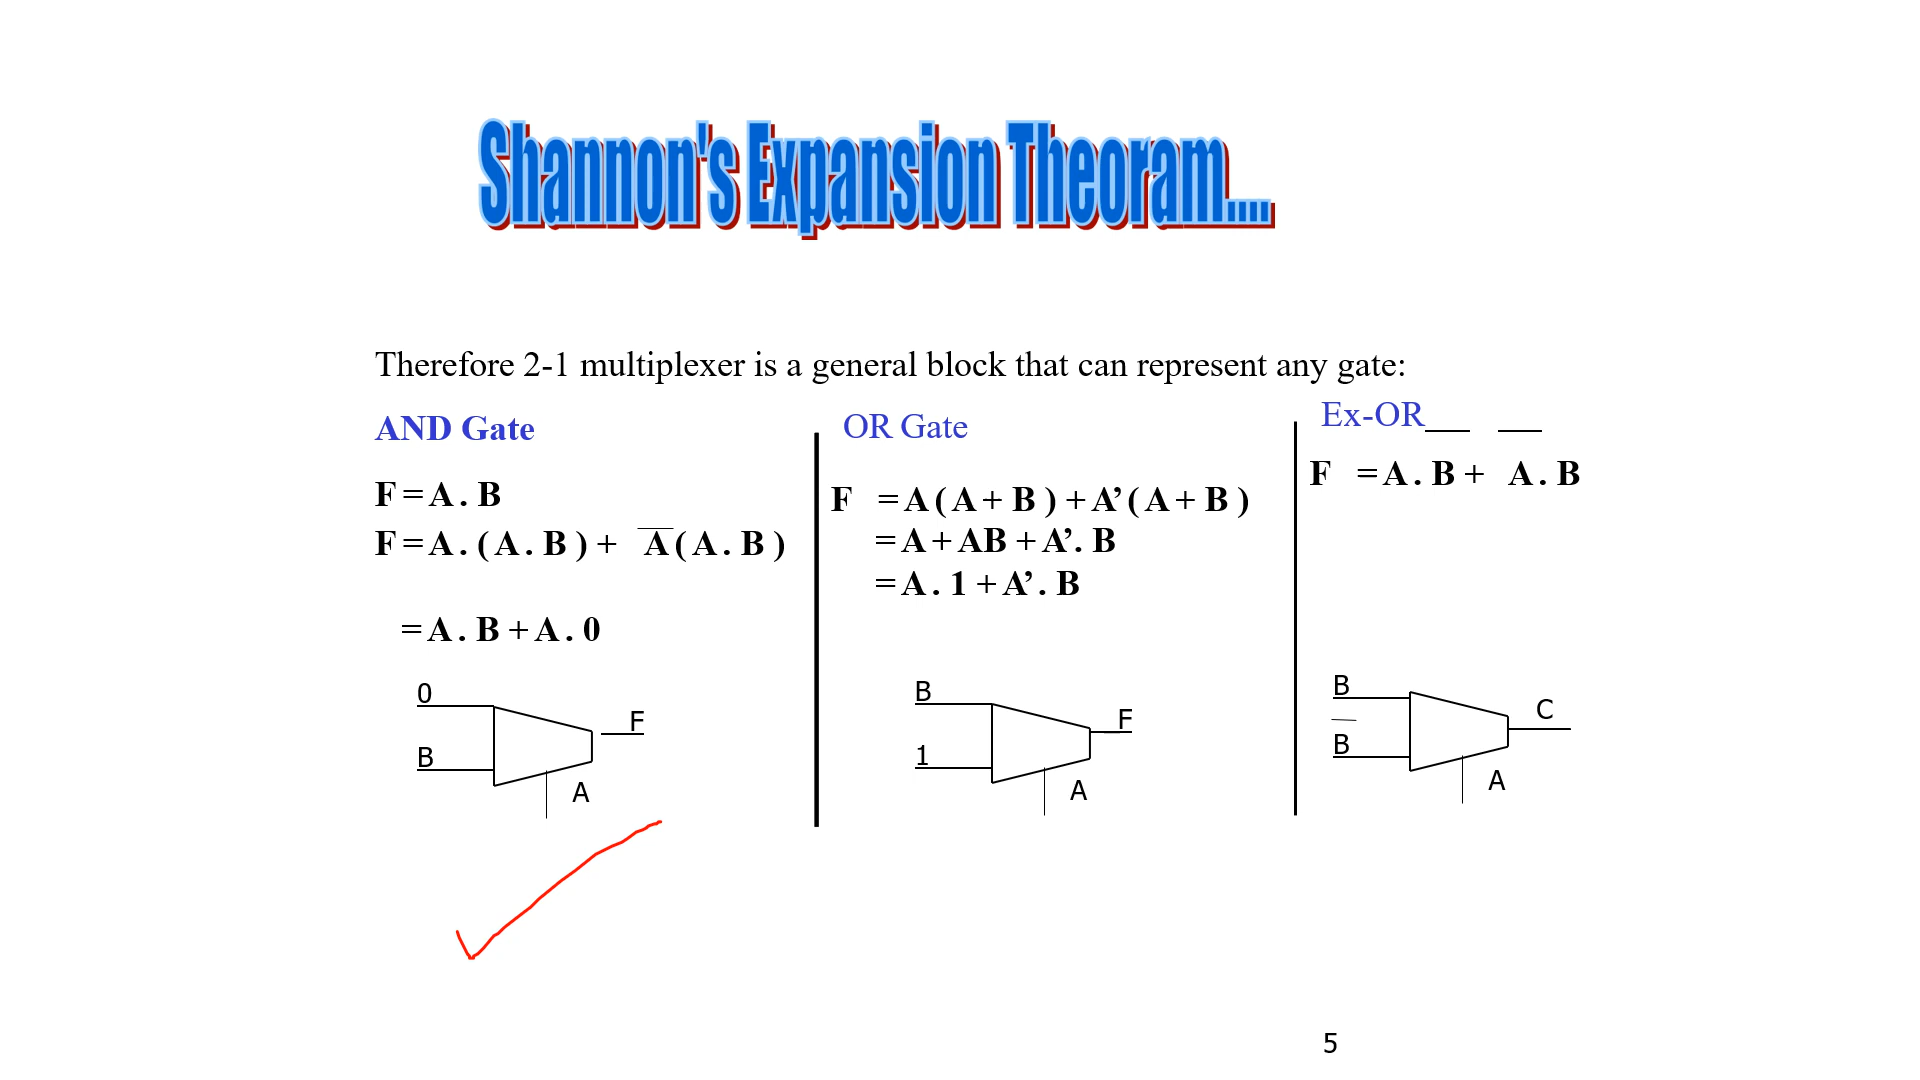 Shannon's Expansion Theoram....
Therefore 2-1 multiplexer is a general block that can represent any gate:
AND Gate
F = A . B
F = A . ( A . B ) + A̅ ( A . B )
= A . B + A . 0
0
B
F
A
OR Gate
F = A ( A + B ) + A’ ( A + B )
= A + AB + A’ . B
= A . 1 + A’ . B
B
1
F
A
Ex-OR
F = A . B + A . B
B
B̅
C
A
5